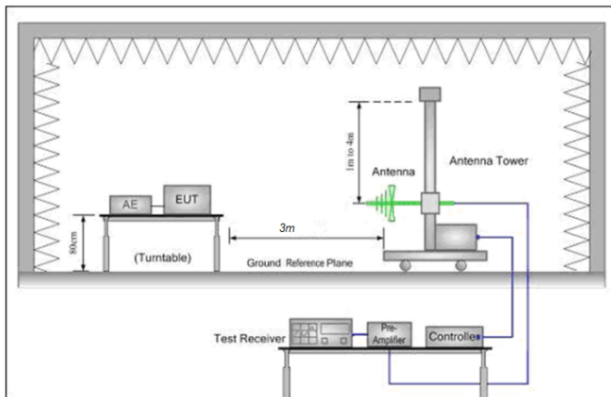 1m to 4m
Antenna
Antenna Tower
AE
EUT
3m
80cm
(Turntable)
Ground Reference Plane
Test Receiver
Pre-
Amplifier
Controller